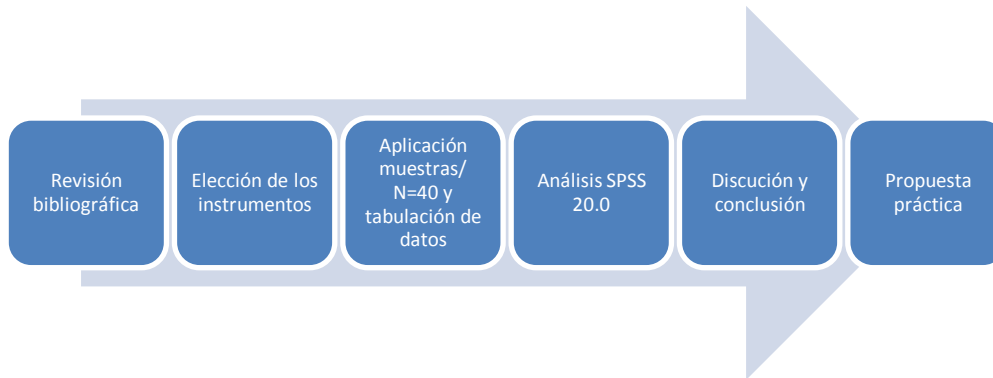 Revisión
bibliográfica
Elección de los
instrumentos
Aplicación
muestras/
N=40 y
tabulación de
datos
Análisis SPSS
20.0
Discución y
conclusión
Propuesta
práctica